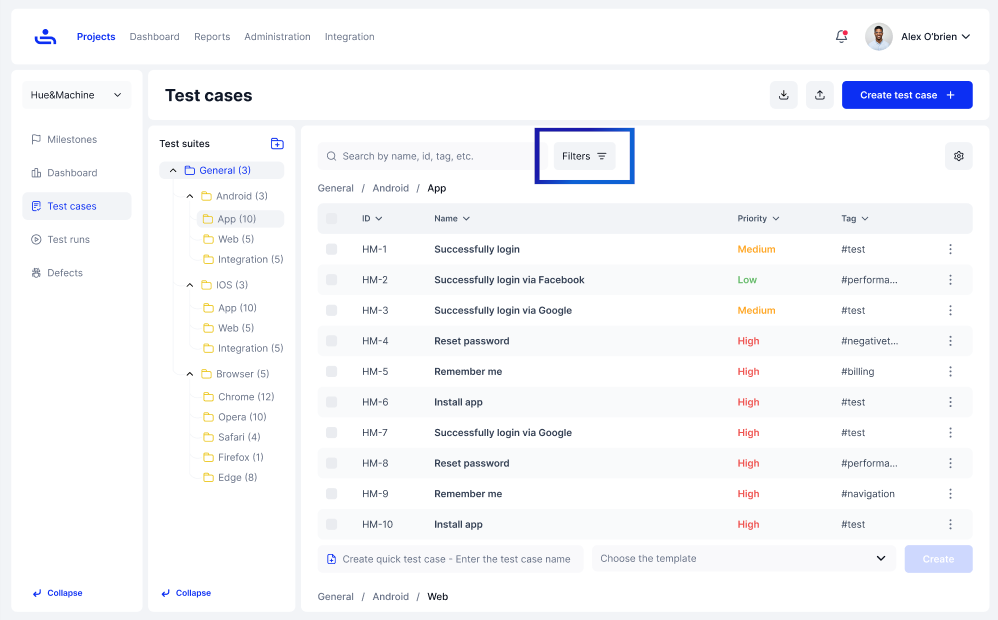 Projects Dashboard Reports Administration Integration
Alex O'brien
Hue&Machine
Milestones
Dashboard
Test cases
Test runs
Defects
Collapse
Test cases
Create test case +
Test suites
General (3)
Android (3)
App (10)
Web (5)
Integration (5)
IOS (3)
App (10)
Web (5)
Integration (5)
Browser (5)
Chrome (12)
Opera (10)
Safari (4)
Firefox (1)
Edge (8)
Collapse
Search by name, id, tag, etc.
Filters
General / Android / App
ID Name Priority Tag
HM-1 Successfully login Medium #test
HM-2 Successfully login via Facebook Low #performa...
HM-3 Successfully login via Google Medium #test
HM-4 Reset password High #negativet...
HM-5 Remember me High #billing
HM-6 Install app High #test
HM-7 Successfully login via Google High #test
HM-8 Reset password High #performa...
HM-9 Remember me High #navigation
HM-10 Install app High #test
Create quick test case - Enter the test case name
Choose the template
Create
General / Android / Web